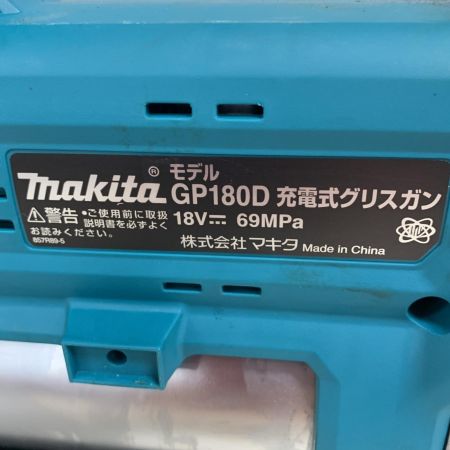 makita® モデル
GP180D 充電式グリスガン
⚠警告 •ご使用前に取扱
説明書を必ずよく
お読みください。
18V⎓ 69MPa
株式会社マキタ Made in China
857R89-5